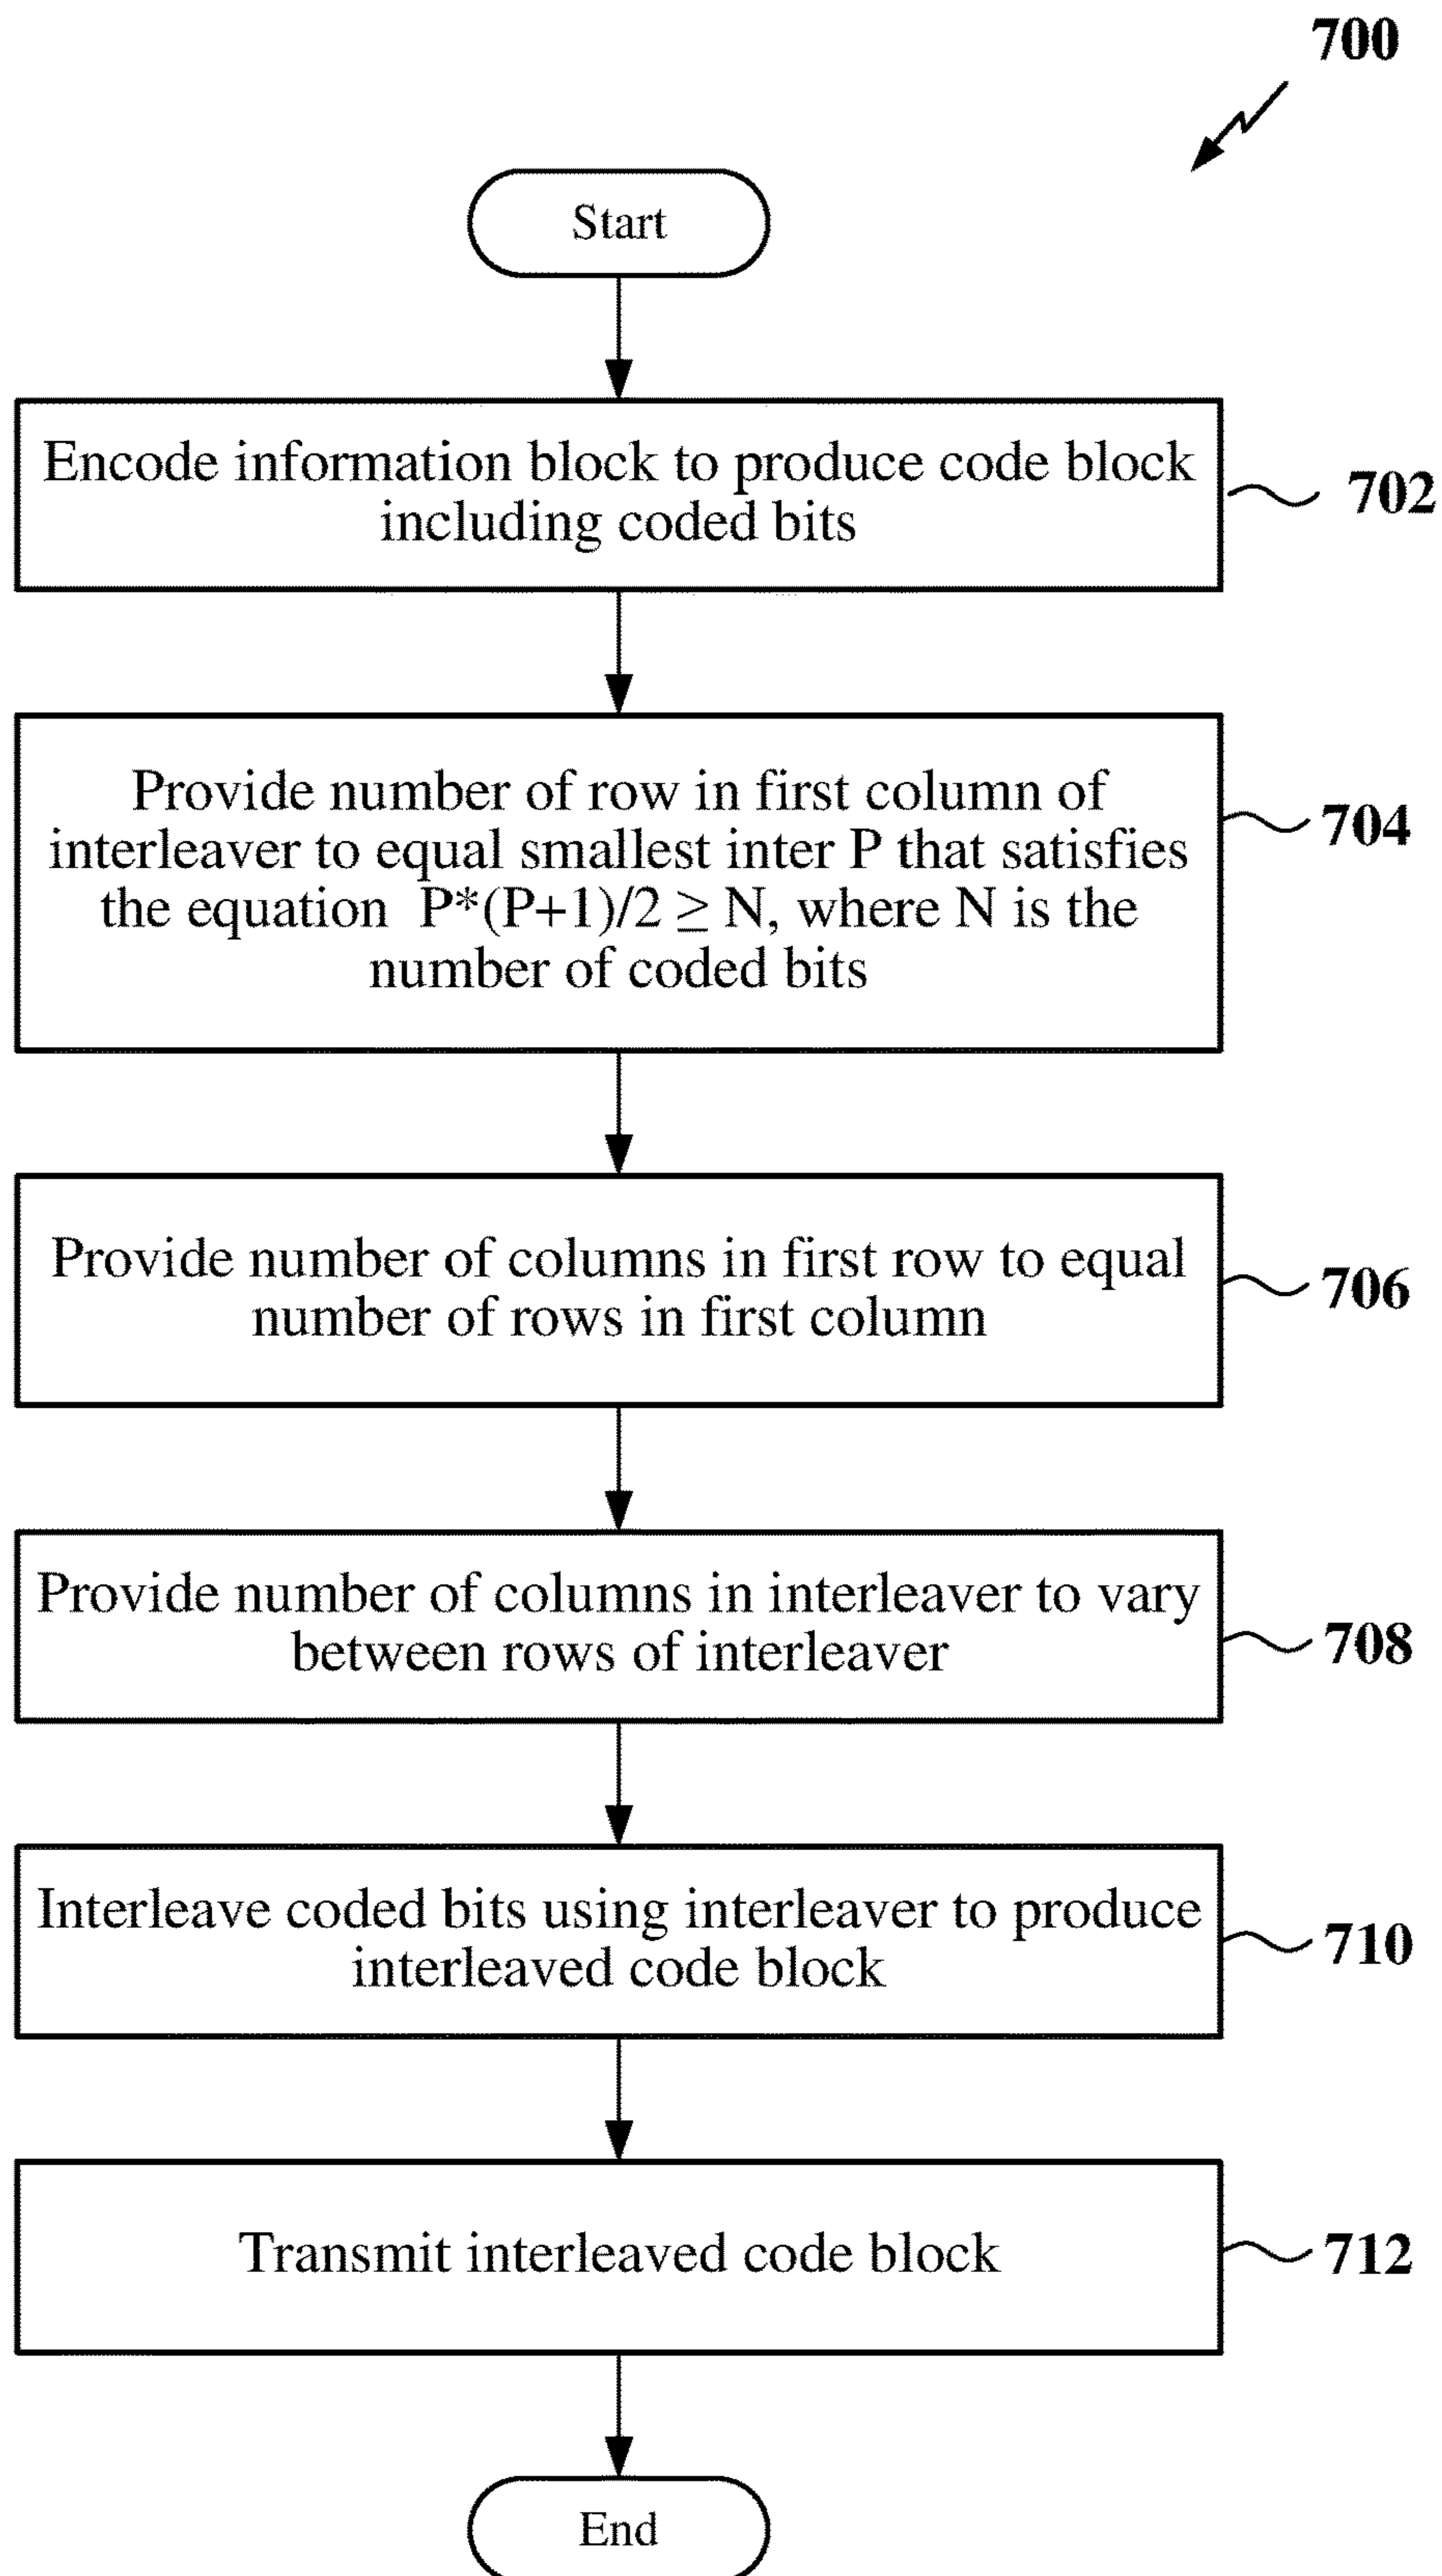 700
Start
Encode information block to produce code block
including coded bits
702
Provide number of row in first column of
interleaver to equal smallest inter P that satisfies
the equation P*(P+1)/2 ≥ N, where N is the
number of coded bits
704
Provide number of columns in first row to equal
number of rows in first column
706
Provide number of columns in interleaver to vary
between rows of interleaver
708
Interleave coded bits using interleaver to produce
interleaved code block
710
Transmit interleaved code block
712
End